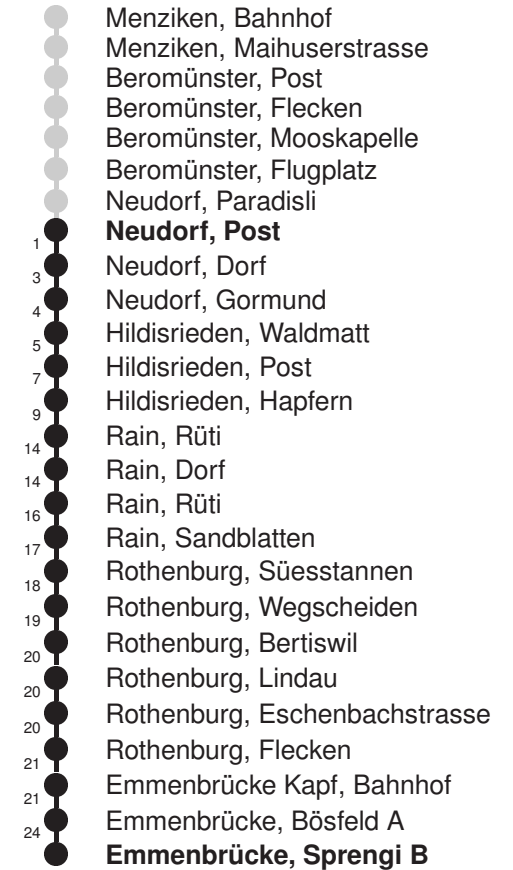 Menziken, Bahnhof
Menziken, Maihuserstrasse
Beromünster, Post
Beromünster, Flecken
Beromünster, Mooskapelle
Beromünster, Flugplatz
Neudorf, Paradisli
Neudorf, Post
1
Neudorf, Dorf
3
Neudorf, Gormund
4
Hildisrieden, Waldmatt
5
Hildisrieden, Post
7
Hildisrieden, Hapfern
9
Rain, Rüti
14
Rain, Dorf
14
Rain, Rüti
16
Rain, Sandblatten
17
Rothenburg, Süesstannen
18
Rothenburg, Wegscheiden
19
Rothenburg, Bertiswil
20
Rothenburg, Lindau
20
Rothenburg, Eschenbachstrasse
20
Rothenburg, Flecken
21
Emmenbrücke Kapf, Bahnhof
21
Emmenbrücke, Bösfeld A
24
Emmenbrücke, Sprengi B